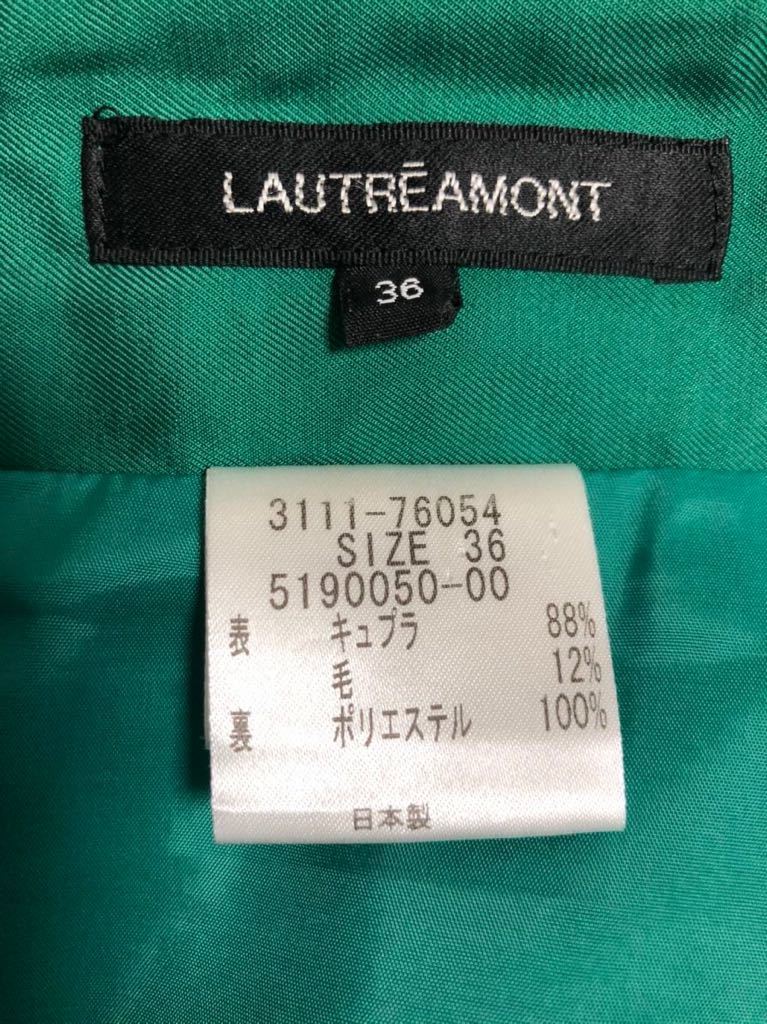 LAUTRĒAMONT
36
3111-76054
SIZE 36
5190050-00
表 キュプラ 88%
毛 12%
裏 ポリエステル 100%
日本製